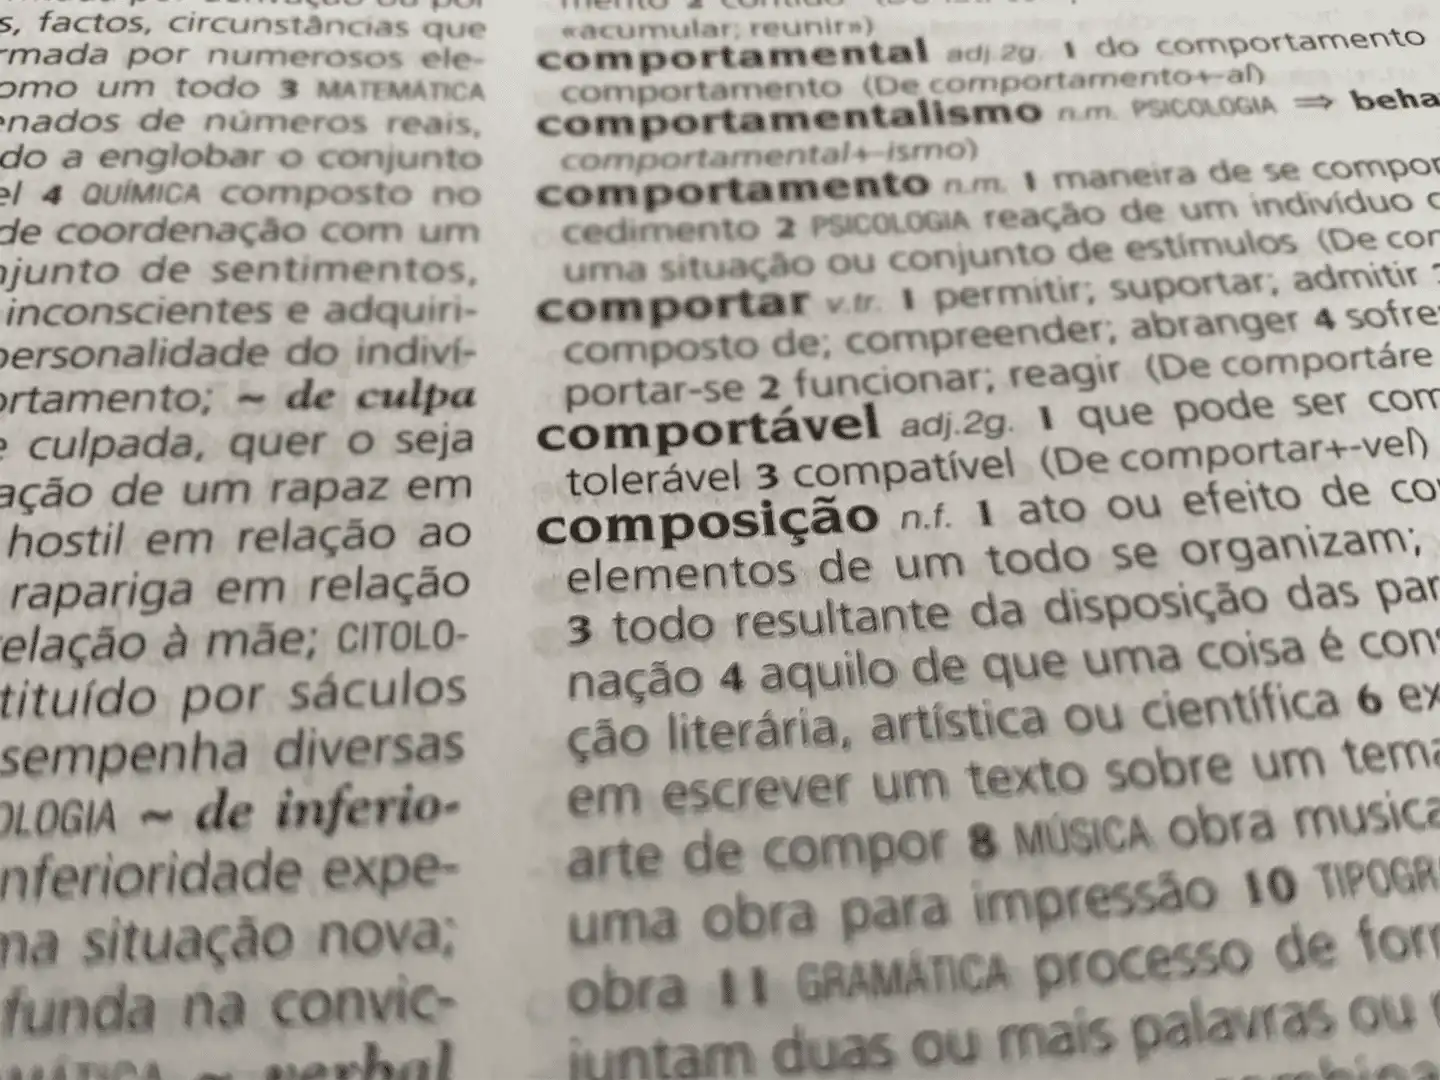 s, factos, circunstâncias que
rmada por numerosos ele-
omo um todo 3 MATEMÁTICA
enados de números reais,
do a englobar o conjunto
el 4 QUÍMICA composto no
de coordenação com um
njunto de sentimentos,
inconscientes e adquiri-
personalidade do indiví-
ortamento; ~ de culpa
e culpada, quer o seja
ação de um rapaz em
hostil em relação ao
rapariga em relação
elação à mãe; CITOLO-
tituído por sáculos
sempenha diversas
OLOGIA ~ de inferio-
nferioridade expe-
ma situação nova;
funda na convic-
MÁTICA ~ verbal
«acumular; reunir»)
comportamental adj.2g. 1 do comportamento
comportamento (De comportamento+-al)
comportamentalismo n.m. PSICOLOGIA ⇒ beha
comportamental+-ismo)
comportamento n.m. 1 maneira de se compor
cedimento 2 PSICOLOGIA reação de um indivíduo
uma situação ou conjunto de estímulos (De com
comportar v.tr. 1 permitir; suportar; admitir
composto de; compreender; abranger 4 sofre
portar-se 2 funcionar; reagir (De comportáre
comportável adj.2g. 1 que pode ser com
tolerável 3 compatível (De comportar+-vel)
composição n.f. 1 ato ou efeito de co
elementos de um todo se organizam;
3 todo resultante da disposição das par
nação 4 aquilo de que uma coisa é cons
ção literária, artística ou científica 6 ex
em escrever um texto sobre um tema
arte de compor 8 MÚSICA obra musica
uma obra para impressão 10 TIPOGR
obra 11 GRAMÁTICA processo de for
juntam duas ou mais palavras ou